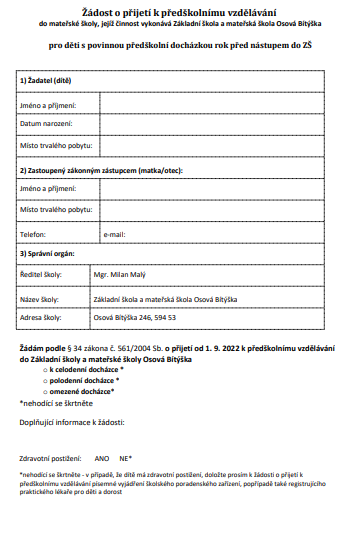 Žádost o přijetí k předškolnímu vzdělávání
do mateřské školy, jejíž činnost vykonává Základní škola a mateřská škola Osová Bítýška
pro děti s povinnou předškolní docházkou rok před nástupem do ZŠ
1) Žadatel (dítě)
Jméno a příjmení:
Datum narození:
Místo trvalého pobytu:
2) Zastoupený zákonným zástupcem (matka/otec):
Jméno a příjmení:
Místo trvalého pobytu:
Telefon: e-mail:
3) Správní orgán:
Ředitel školy: Mgr. Milan Malý
Název školy: Základní škola a mateřská škola Osová Bítýška
Adresa školy: Osová Bítýška 246, 594 53
Žádám podle § 34 zákona č. 561/2004 Sb. o přijetí od 1. 9. 2022 k předškolnímu vzdělávání
do Základní školy a mateřské školy Osová Bítýška
o k celodenní docházce *
o polodenní docházce *
o omezené docházce*
*nehodící se škrtněte
Doplňující informace k žádosti:
Zdravotní postižení: ANO NE*
*nehodící se škrtněte - v případě, že dítě má zdravotní postižení, doložte prosím k žádosti o přijetí k
předškolnímu vzdělávání písemné vyjádření školského poradenského zařízení, popřípadě také registrujícího
praktického lékaře pro děti a dorost